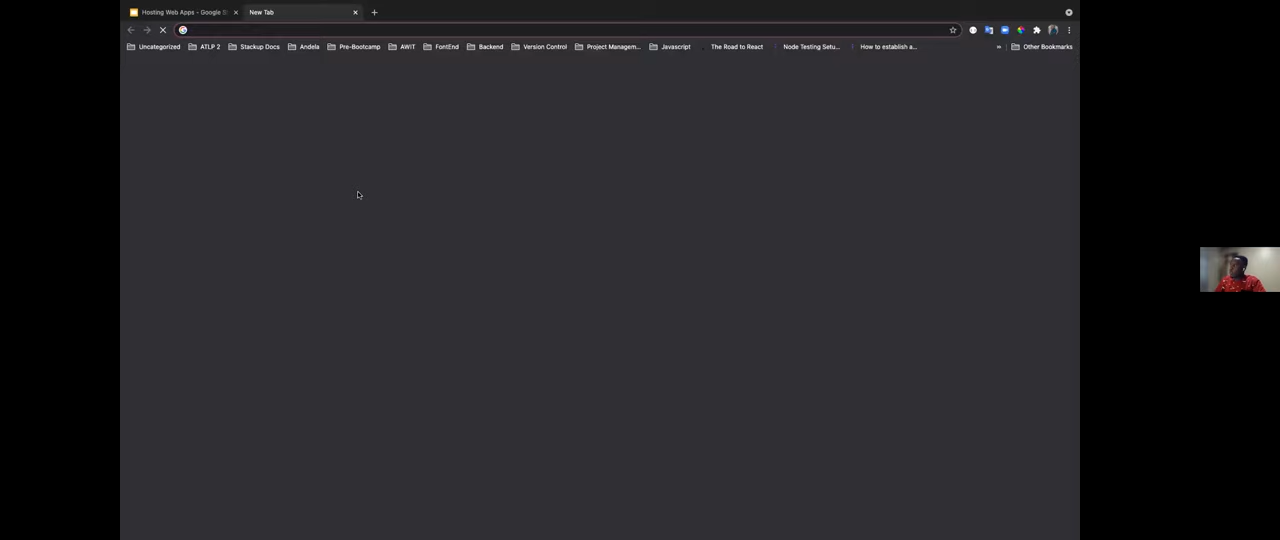 Hosting Web Apps - Google S
New Tab
Uncategorized
ATLP 2
Stackup Docs
Andela
Pre-Bootcamp
AWiT
FontEnd
Backend
Version Control
Project Managem...
Javascript
The Road to React
Node Testing Setu...
How to establish a...
»
Other Bookmarks